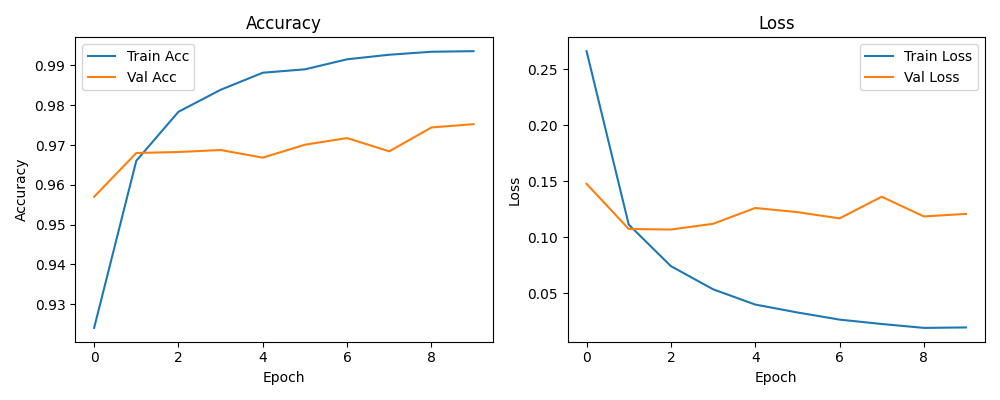 Accuracy
Train Acc
Val Acc
0.99
0.98
0.97
0.96
0.95
0.94
0.93
Accuracy
0 2 4 6 8
Epoch
Loss
Train Loss
Val Loss
0.25
0.20
0.15
0.10
0.05
Loss
0 2 4 6 8
Epoch